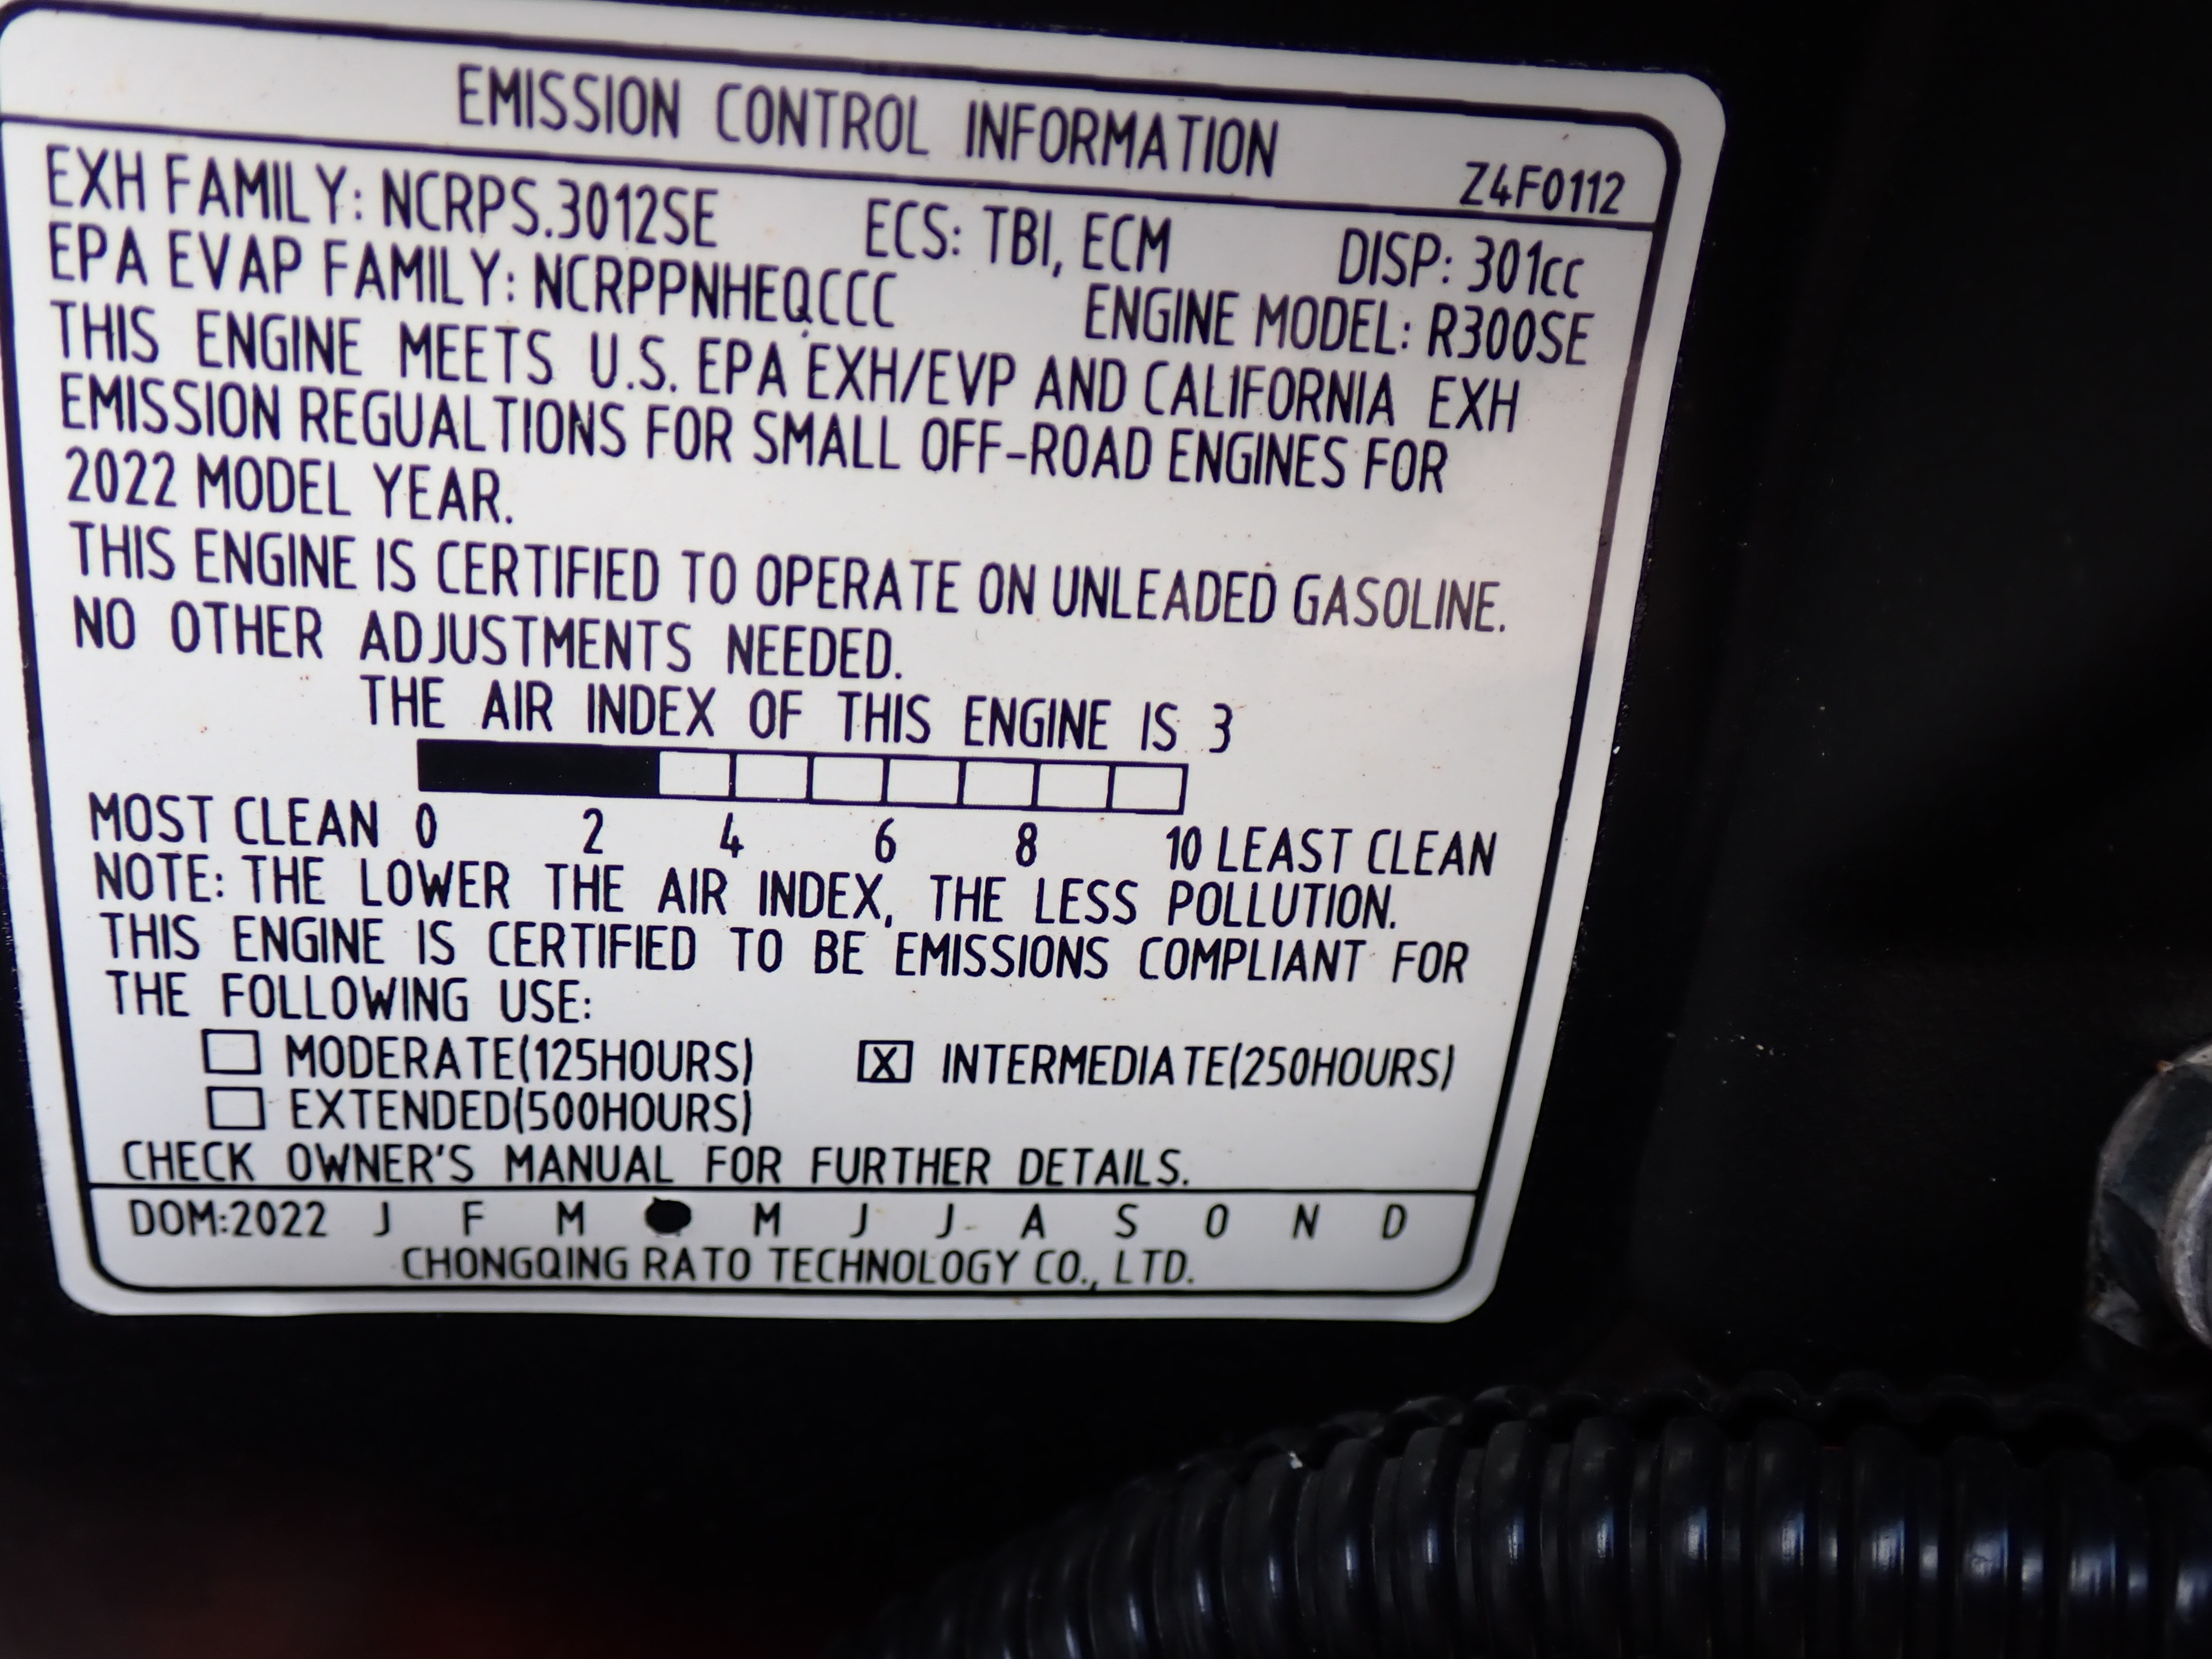 EMISSION CONTROL INFORMATION
Z4F0112
EXH FAMILY: NCRPS.3012SE ECS: TBI, ECM DISP: 301cc
EPA EVAP FAMILY: NCRPPNHEQCCC ENGINE MODEL: R300SE
THIS ENGINE MEETS U.S. EPA EXH/EVP AND CALIFORNIA EXH
EMISSION REGUALTIONS FOR SMALL OFF-ROAD ENGINES FOR
2022 MODEL YEAR.
THIS ENGINE IS CERTIFIED TO OPERATE ON UNLEADED GASOLINE.
NO OTHER ADJUSTMENTS NEEDED.
THE AIR INDEX OF THIS ENGINE IS 3
MOST CLEAN 0 2 4 6 8 10 LEAST CLEAN
NOTE: THE LOWER THE AIR INDEX, THE LESS POLLUTION.
THIS ENGINE IS CERTIFIED TO BE EMISSIONS COMPLIANT FOR
THE FOLLOWING USE:
MODERATE(125HOURS) X INTERMEDIATE(250HOURS)
EXTENDED(500HOURS)
CHECK OWNER'S MANUAL FOR FURTHER DETAILS.
DOM:2022 J F M M J J A S O N D
CHONGQING RATO TECHNOLOGY CO., LTD.